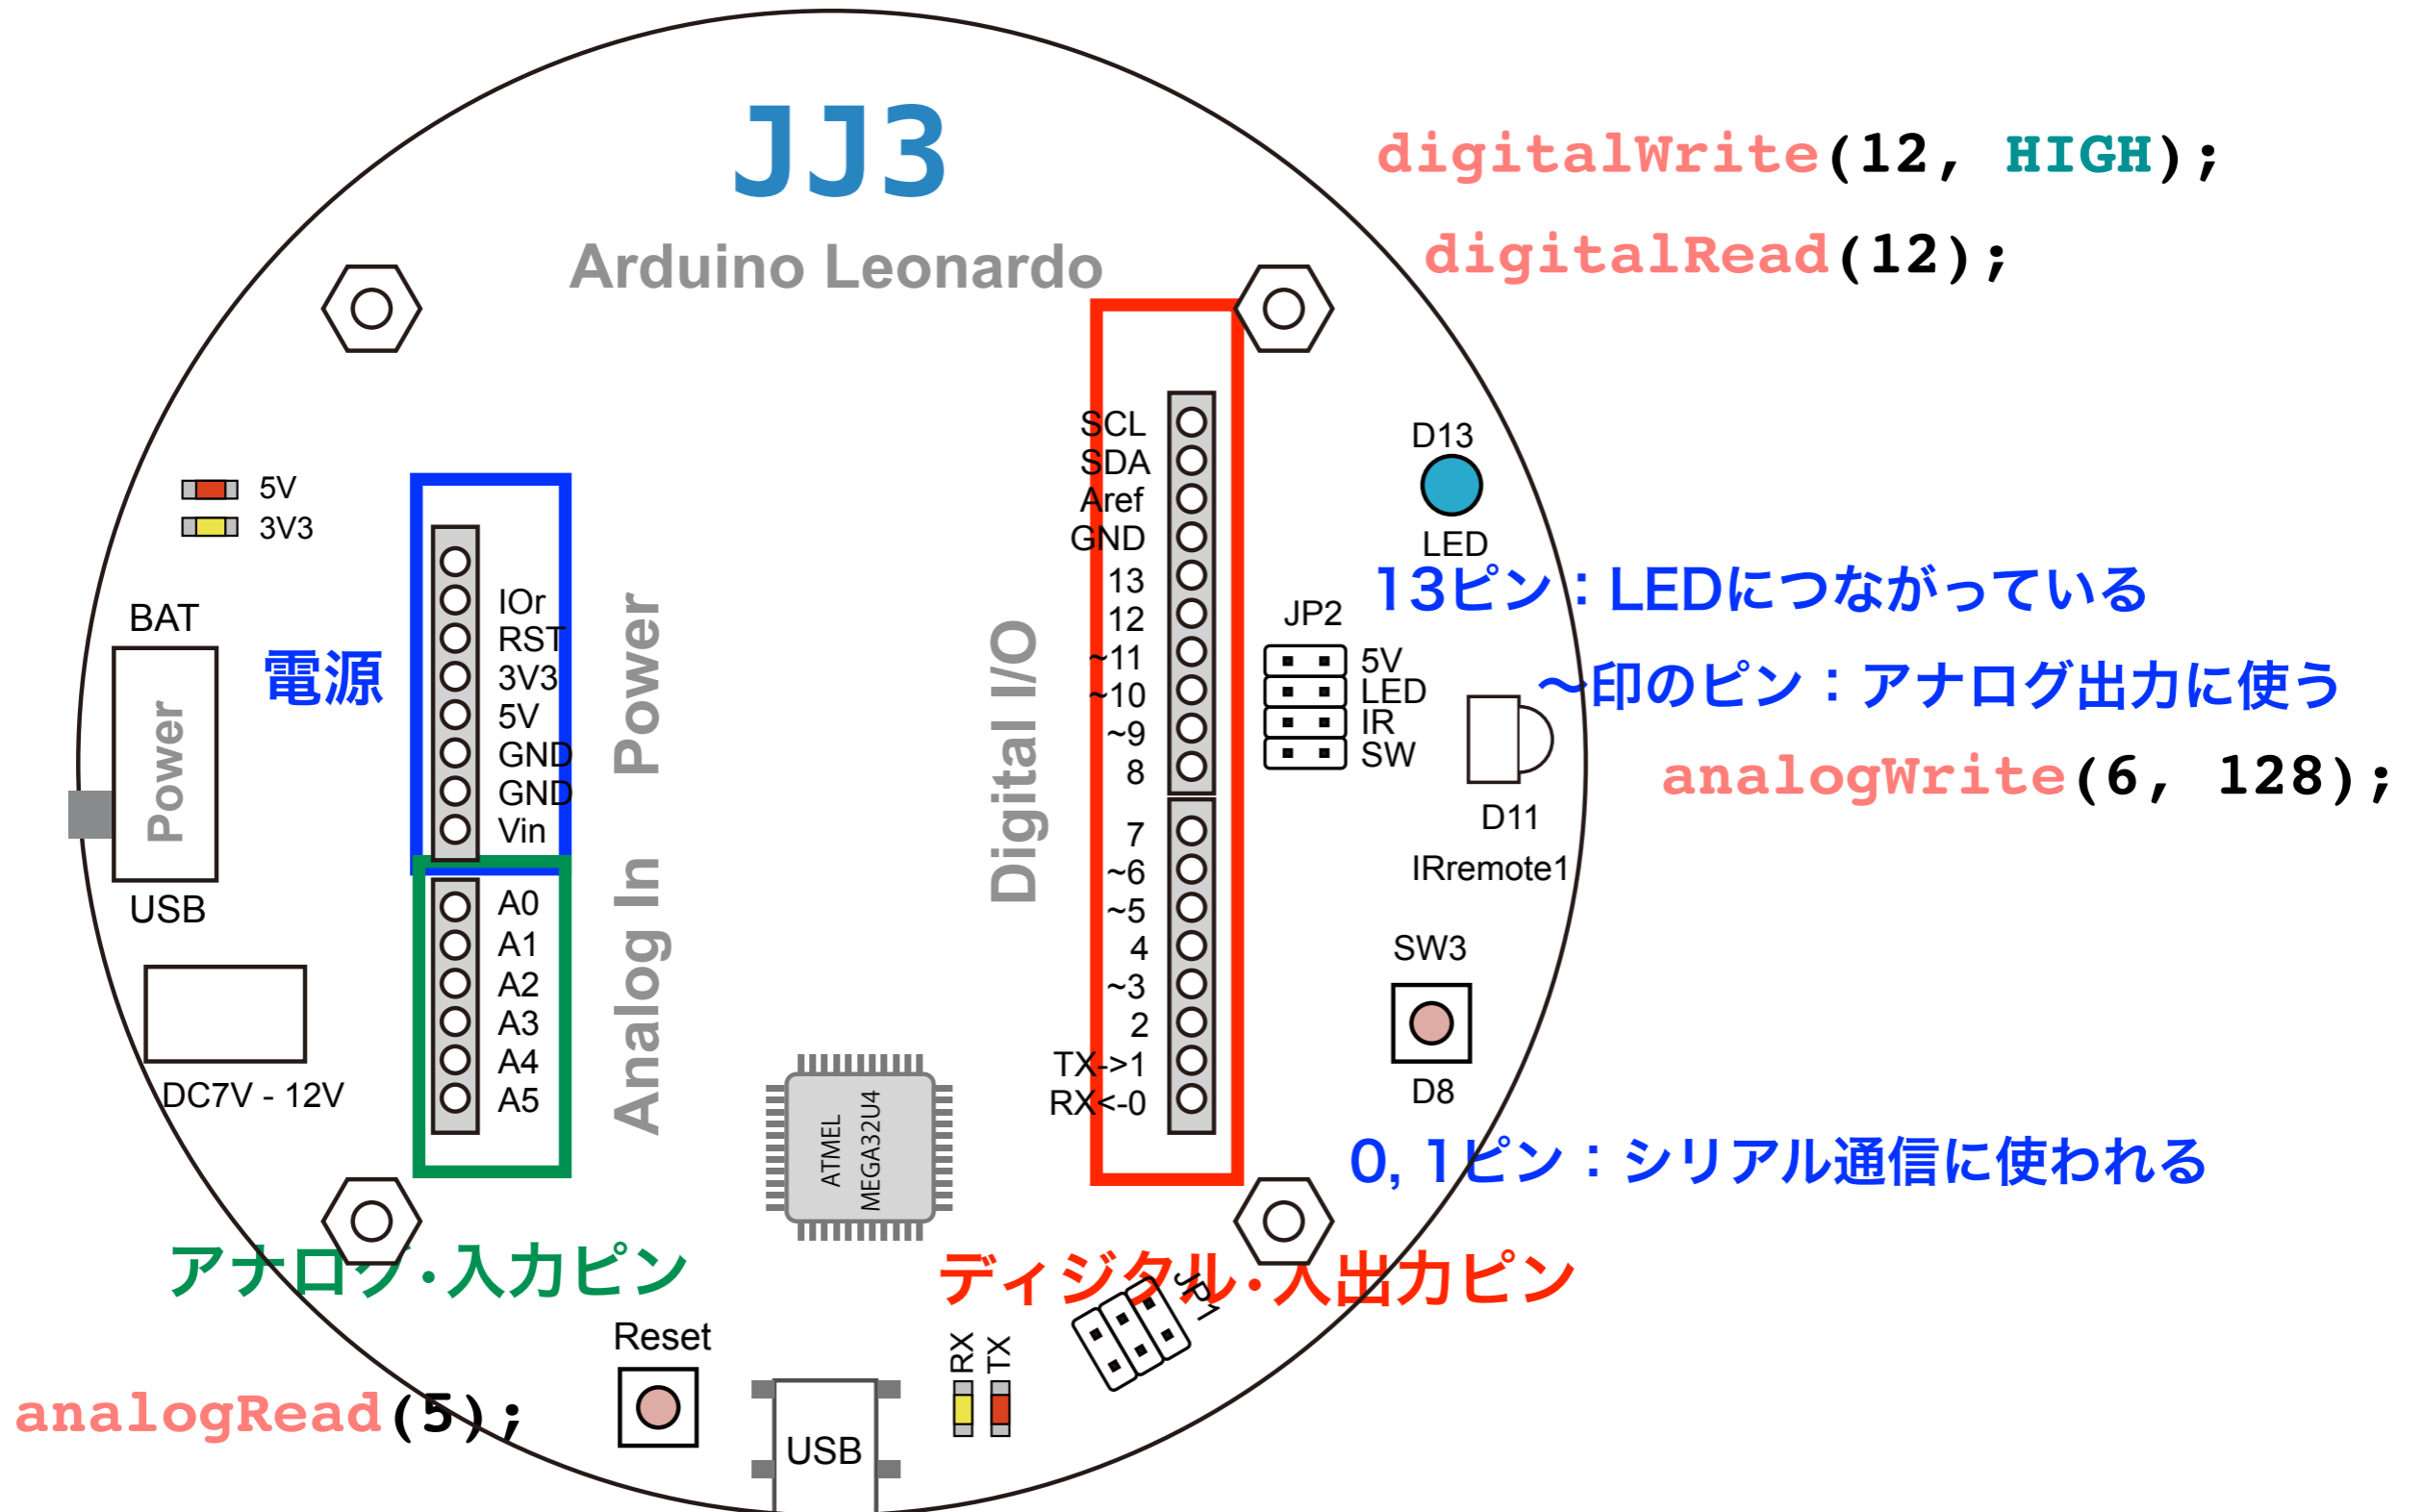 JJ3
Arduino Leonardo
digitalWrite(12, HIGH);
digitalRead(12);
5V
3V3
BAT
Power
USB
DC7V - 12V
電源
IOr
RST
3V3
5V
GND
GND
Vin
Power
A0
A1
A2
A3
A4
A5
Analog In
Digital I/O
SCL
SDA
Aref
GND
13
12
~11
~10
~9
8
7
~6
~5
4
~3
2
TX->1
RX<-0
D13
LED
13ピン：LEDにつながっている
JP2
5V
LED
IR
SW
〜印のピン：アナログ出力に使う
analogWrite(6, 128);
D11
IRremote1
SW3
D8
0, 1ピン：シリアル通信に使われる
ATMEL
MEGA32U4
アナログ・入力ピン
ディジタル・入出力ピン
JP1
Reset
RX
TX
analogRead(5);
USB